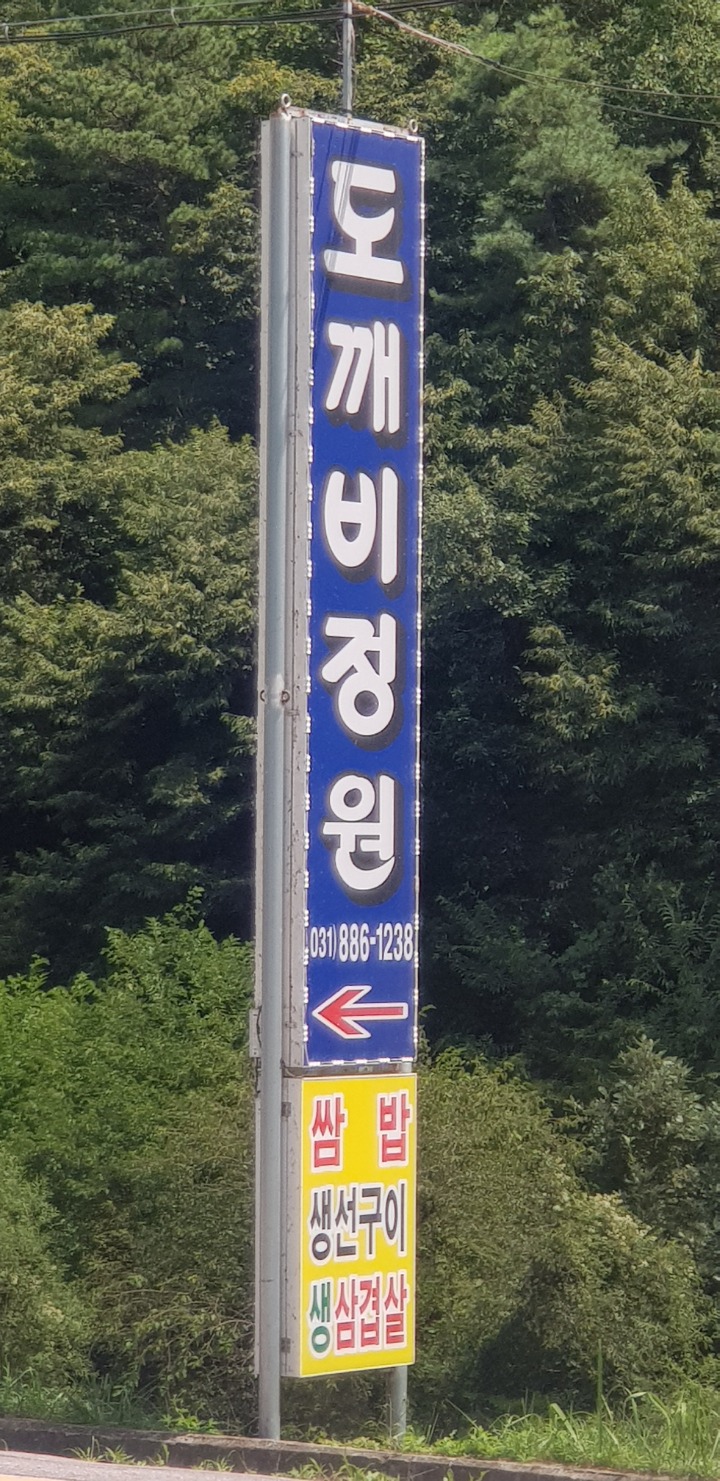 도깨비정원
031)886-1238
쌈 밥
생선구이
생삼겹살